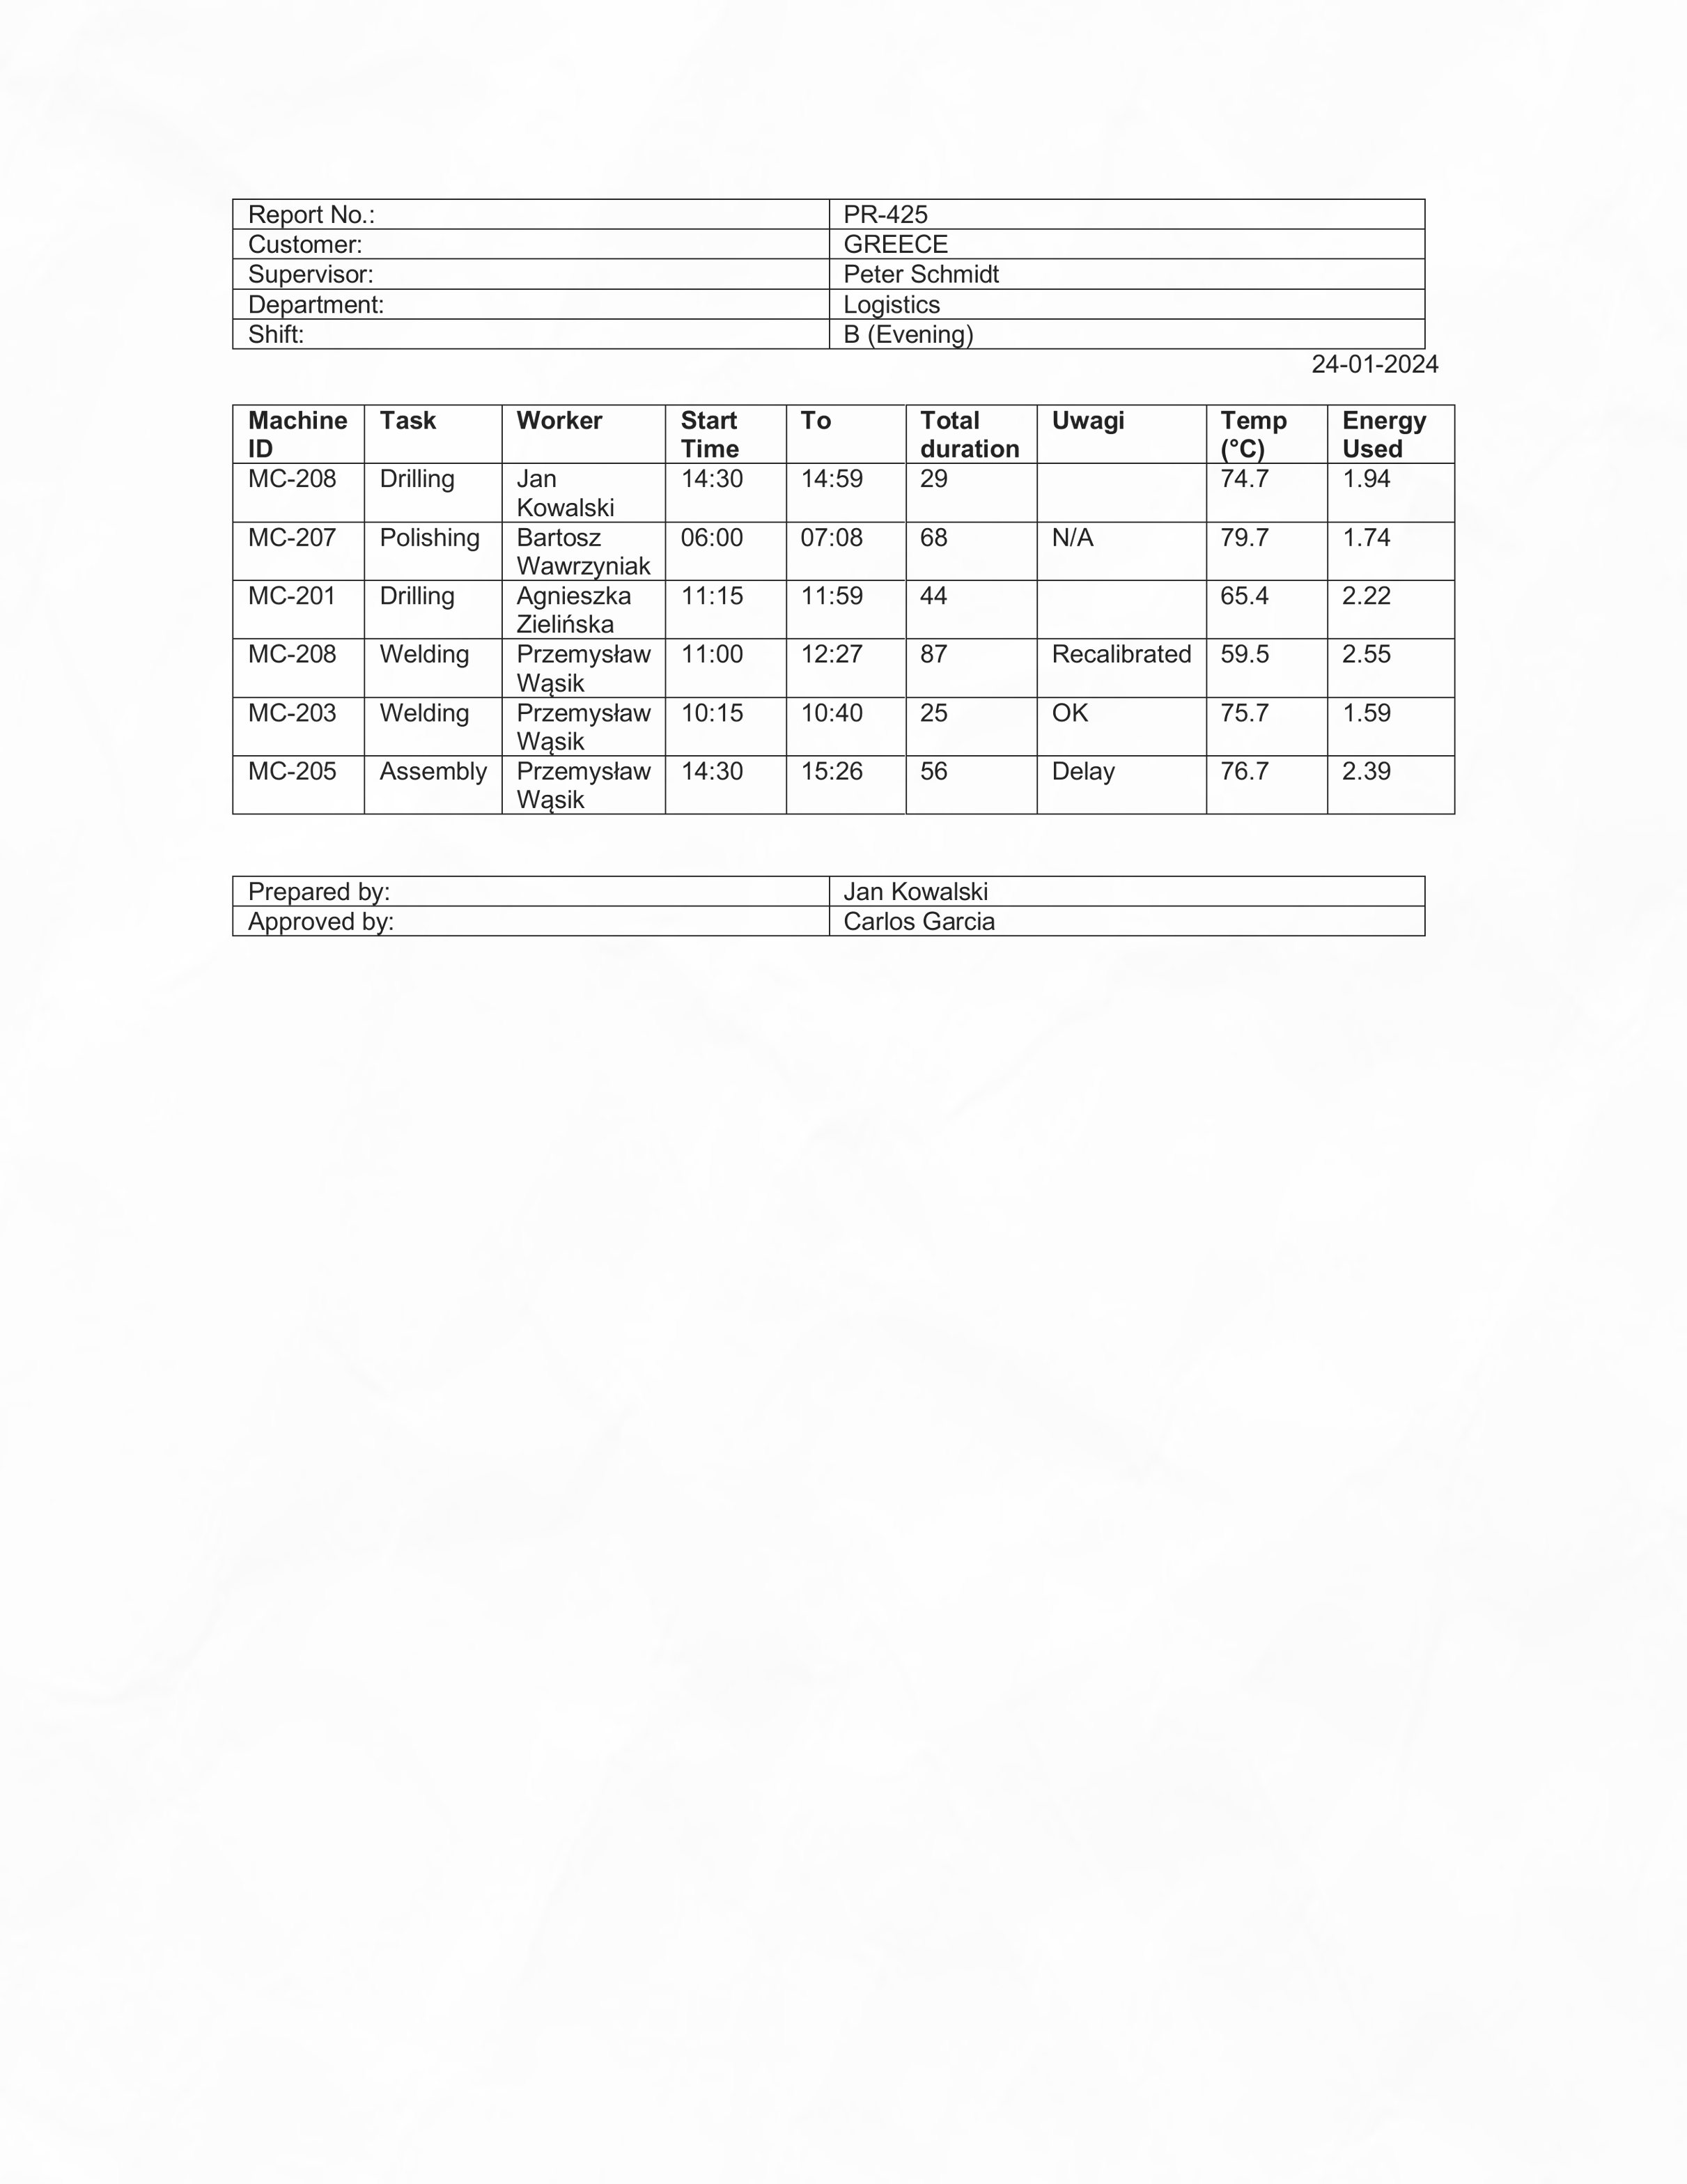 Report No.: PR-425
Customer: GREECE
Supervisor: Peter Schmidt
Department: Logistics
Shift: B (Evening)
24-01-2024
Machine ID Task Worker Start Time To Total duration Uwagi Temp (°C) Energy Used
MC-208 Drilling Jan Kowalski 14:30 14:59 29 74.7 1.94
MC-207 Polishing Bartosz Wawrzyniak 06:00 07:08 68 N/A 79.7 1.74
MC-201 Drilling Agnieszka Zielińska 11:15 11:59 44 65.4 2.22
MC-208 Welding Przemysław Wąsik 11:00 12:27 87 Recalibrated 59.5 2.55
MC-203 Welding Przemysław Wąsik 10:15 10:40 25 OK 75.7 1.59
MC-205 Assembly Przemysław Wąsik 14:30 15:26 56 Delay 76.7 2.39
Prepared by: Jan Kowalski
Approved by: Carlos Garcia